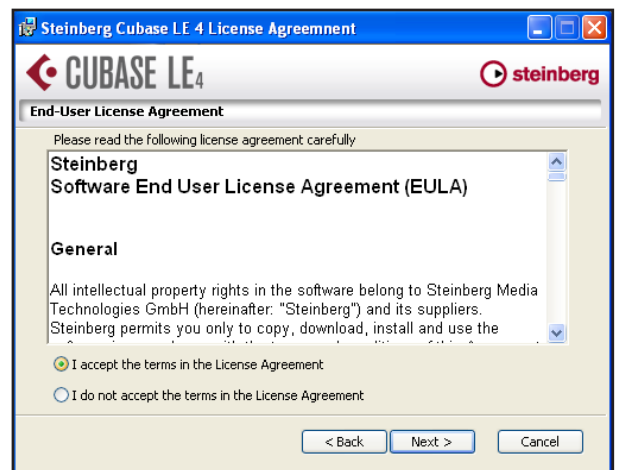 Steinberg Cubase LE 4 License Agreemnent
CUBASE LE4
steinberg
End-User License Agreement
Please read the following license agreement carefully
Steinberg
Software End User License Agreement (EULA)
General
All intellectual property rights in the software belong to Steinberg Media
Technologies GmbH (hereinafter: "Steinberg") and its suppliers.
Steinberg permits you only to copy, download, install and use the
I accept the terms in the License Agreement
I do not accept the terms in the License Agreement
< Back Next > Cancel